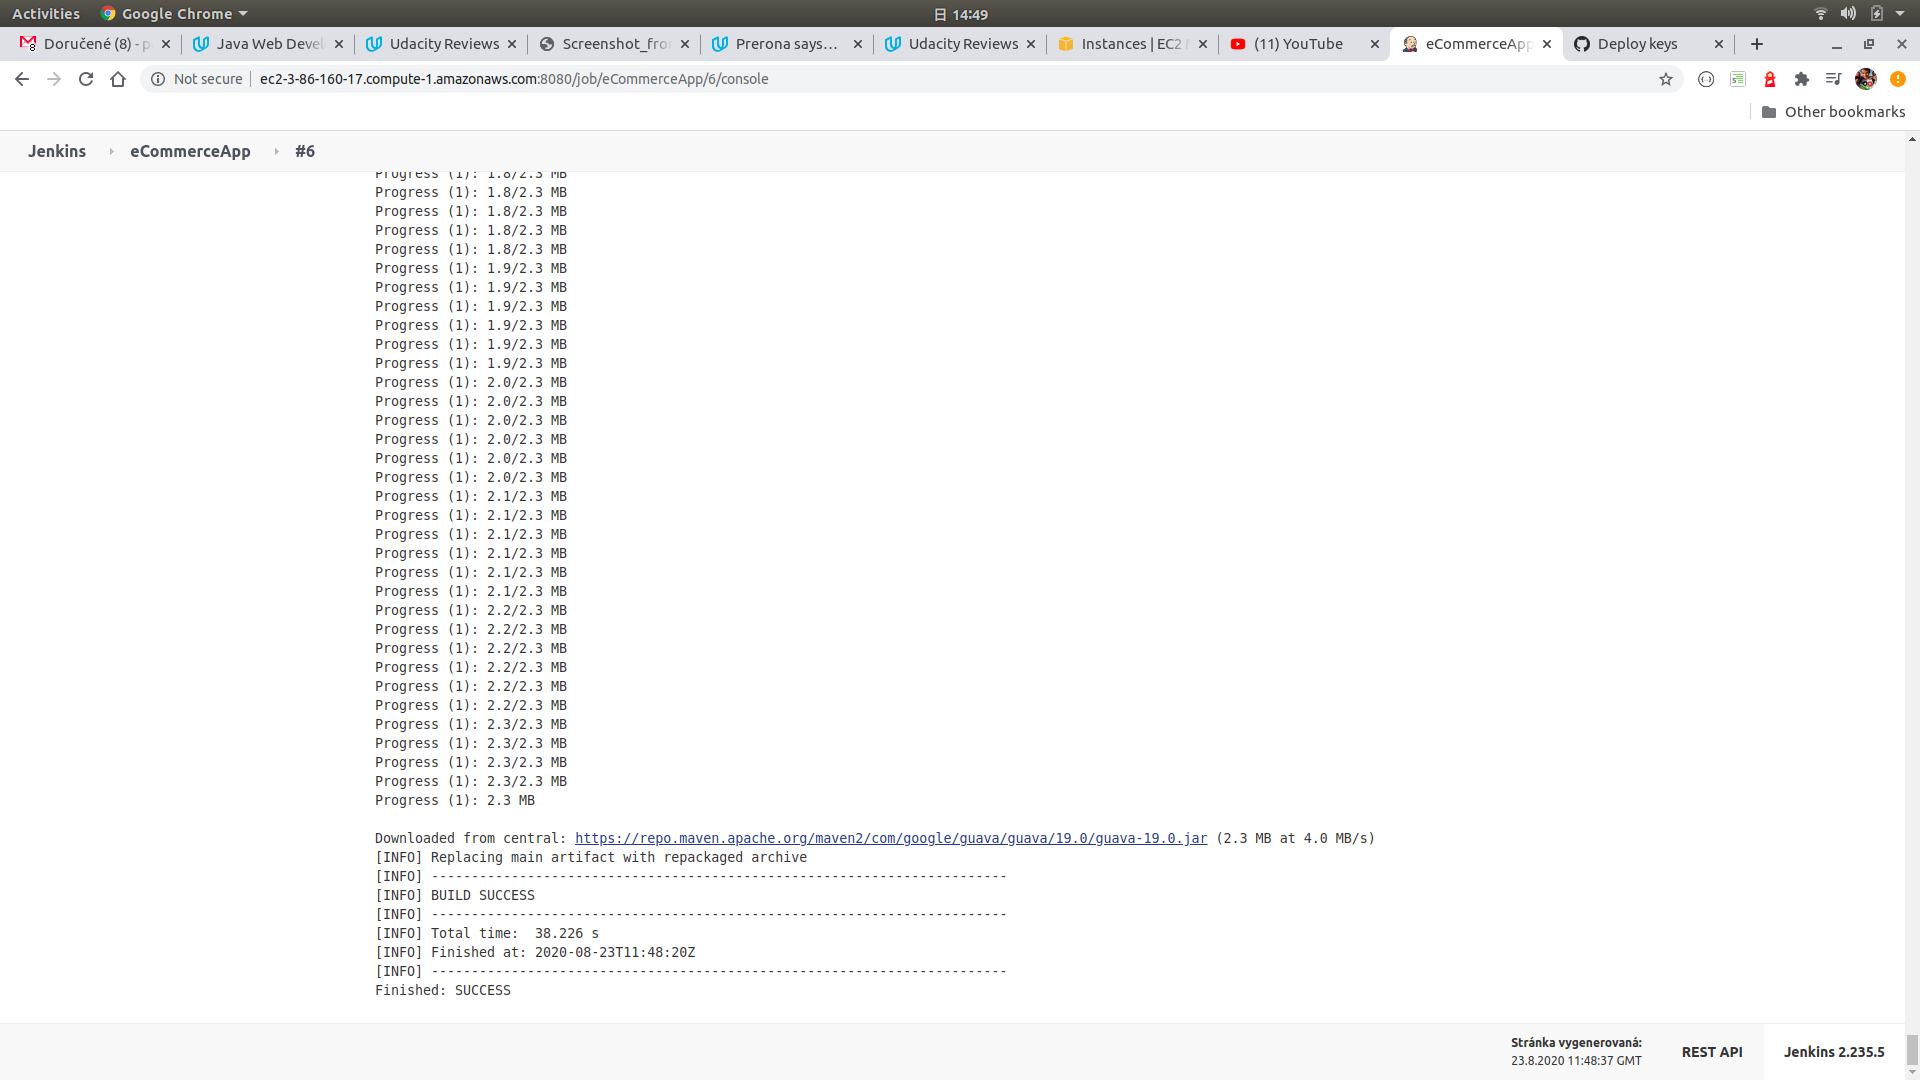 Activities Google Chrome 日 14:49
Doručené (8) - p Java Web Devel Udacity Reviews Screenshot_fro Prerona says… Udacity Reviews Instances | EC2 M (11) YouTube eCommerceApp Deploy keys
Not secure ec2-3-86-160-17.compute-1.amazonaws.com:8080/job/eCommerceApp/6/console
Other bookmarks
Jenkins eCommerceApp #6
Progress (1): 1.8/2.3 MB
Progress (1): 1.8/2.3 MB
Progress (1): 1.8/2.3 MB
Progress (1): 1.8/2.3 MB
Progress (1): 1.8/2.3 MB
Progress (1): 1.9/2.3 MB
Progress (1): 1.9/2.3 MB
Progress (1): 1.9/2.3 MB
Progress (1): 1.9/2.3 MB
Progress (1): 1.9/2.3 MB
Progress (1): 1.9/2.3 MB
Progress (1): 2.0/2.3 MB
Progress (1): 2.0/2.3 MB
Progress (1): 2.0/2.3 MB
Progress (1): 2.0/2.3 MB
Progress (1): 2.0/2.3 MB
Progress (1): 2.0/2.3 MB
Progress (1): 2.1/2.3 MB
Progress (1): 2.1/2.3 MB
Progress (1): 2.1/2.3 MB
Progress (1): 2.1/2.3 MB
Progress (1): 2.1/2.3 MB
Progress (1): 2.1/2.3 MB
Progress (1): 2.2/2.3 MB
Progress (1): 2.2/2.3 MB
Progress (1): 2.2/2.3 MB
Progress (1): 2.2/2.3 MB
Progress (1): 2.2/2.3 MB
Progress (1): 2.2/2.3 MB
Progress (1): 2.3/2.3 MB
Progress (1): 2.3/2.3 MB
Progress (1): 2.3/2.3 MB
Progress (1): 2.3/2.3 MB
Progress (1): 2.3 MB
Downloaded from central: https://repo.maven.apache.org/maven2/com/google/guava/guava/19.0/guava-19.0.jar (2.3 MB at 4.0 MB/s)
[INFO] Replacing main artifact with repackaged archive
[INFO] ------------------------------------------------------------------------
[INFO] BUILD SUCCESS
[INFO] ------------------------------------------------------------------------
[INFO] Total time:  38.226 s
[INFO] Finished at: 2020-08-23T11:48:20Z
[INFO] ------------------------------------------------------------------------
Finished: SUCCESS
Stránka vygenerovaná:
23.8.2020 11:48:37 GMT
REST API
Jenkins 2.235.5